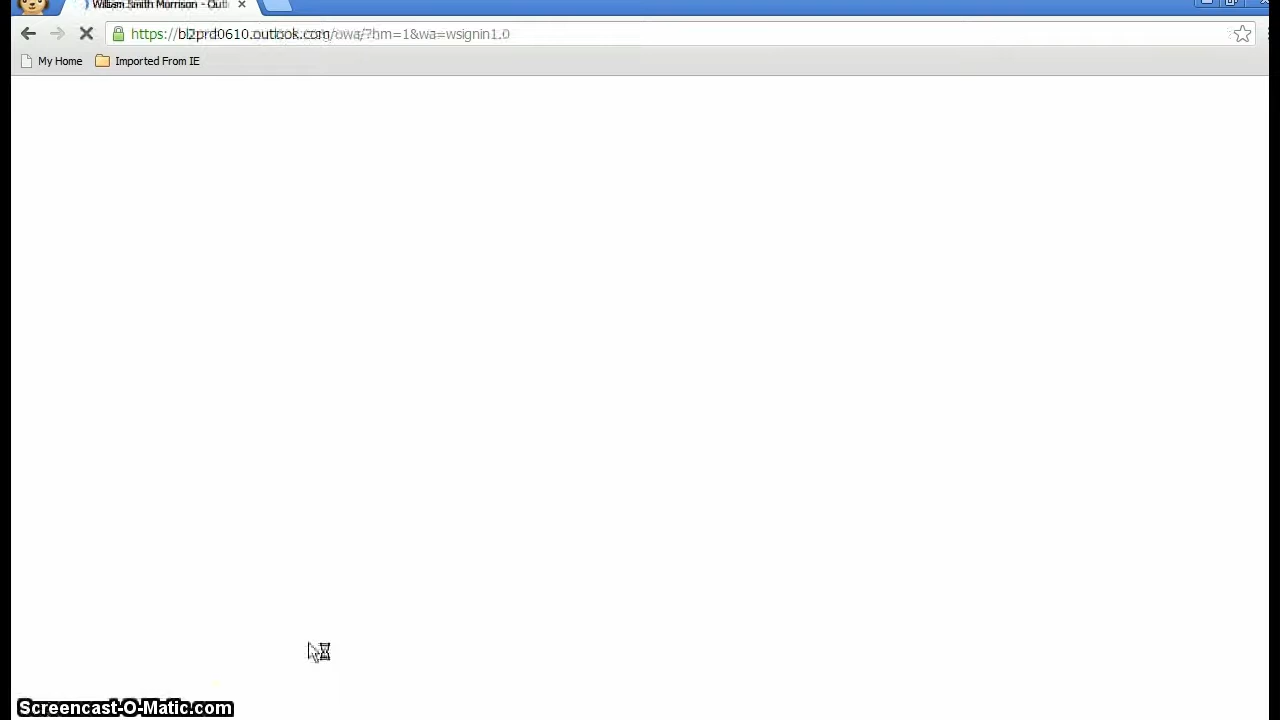 Smith Morrison - Outl
https://bl2prd0610.outlook.com/owa/?hm=1&wa=wsignin1.0
My Home
Imported From IE
Screencast-O-Matic.com